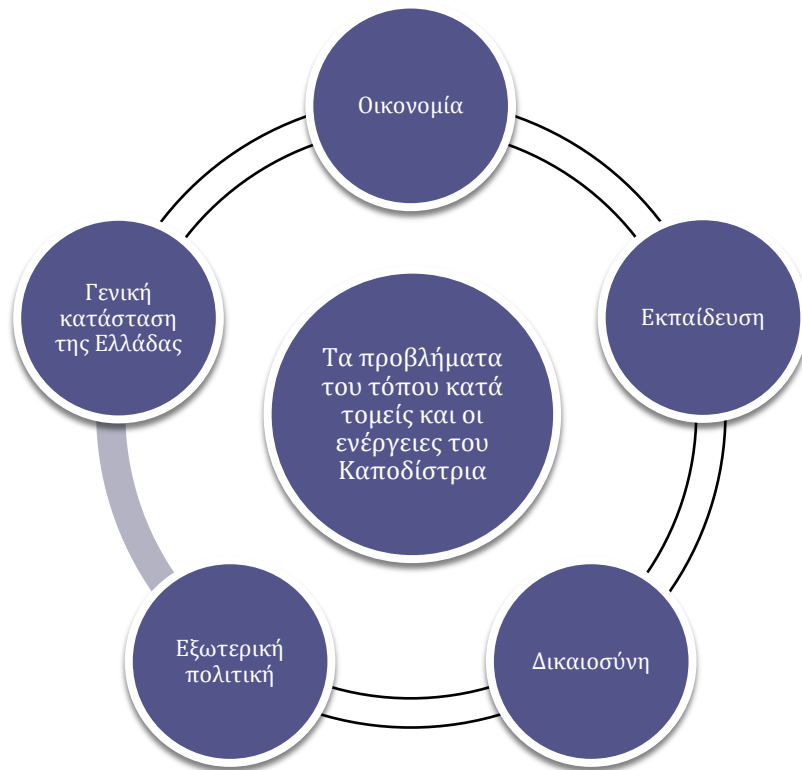 Οικονομία
Εκπαίδευση
Δικαιοσύνη
Εξωτερική
πολιτική
Γενική
κατάσταση
της Ελλάδας
Τα προβλήματα
του τόπου κατά
τομείς και οι
ενέργειες του
Καποδίστρια